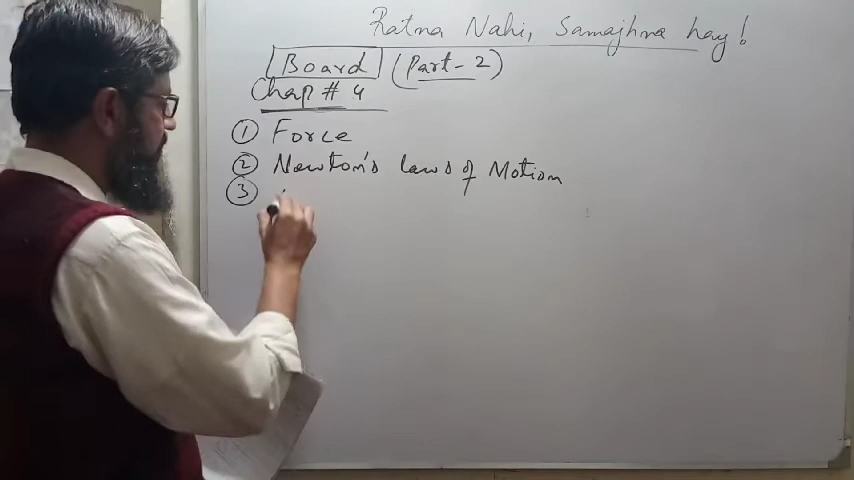 Ratna Nahi, Samajhna hay!
Board (Part-2)
Chap # 4
① Force
② Newton's laws of Motion
③